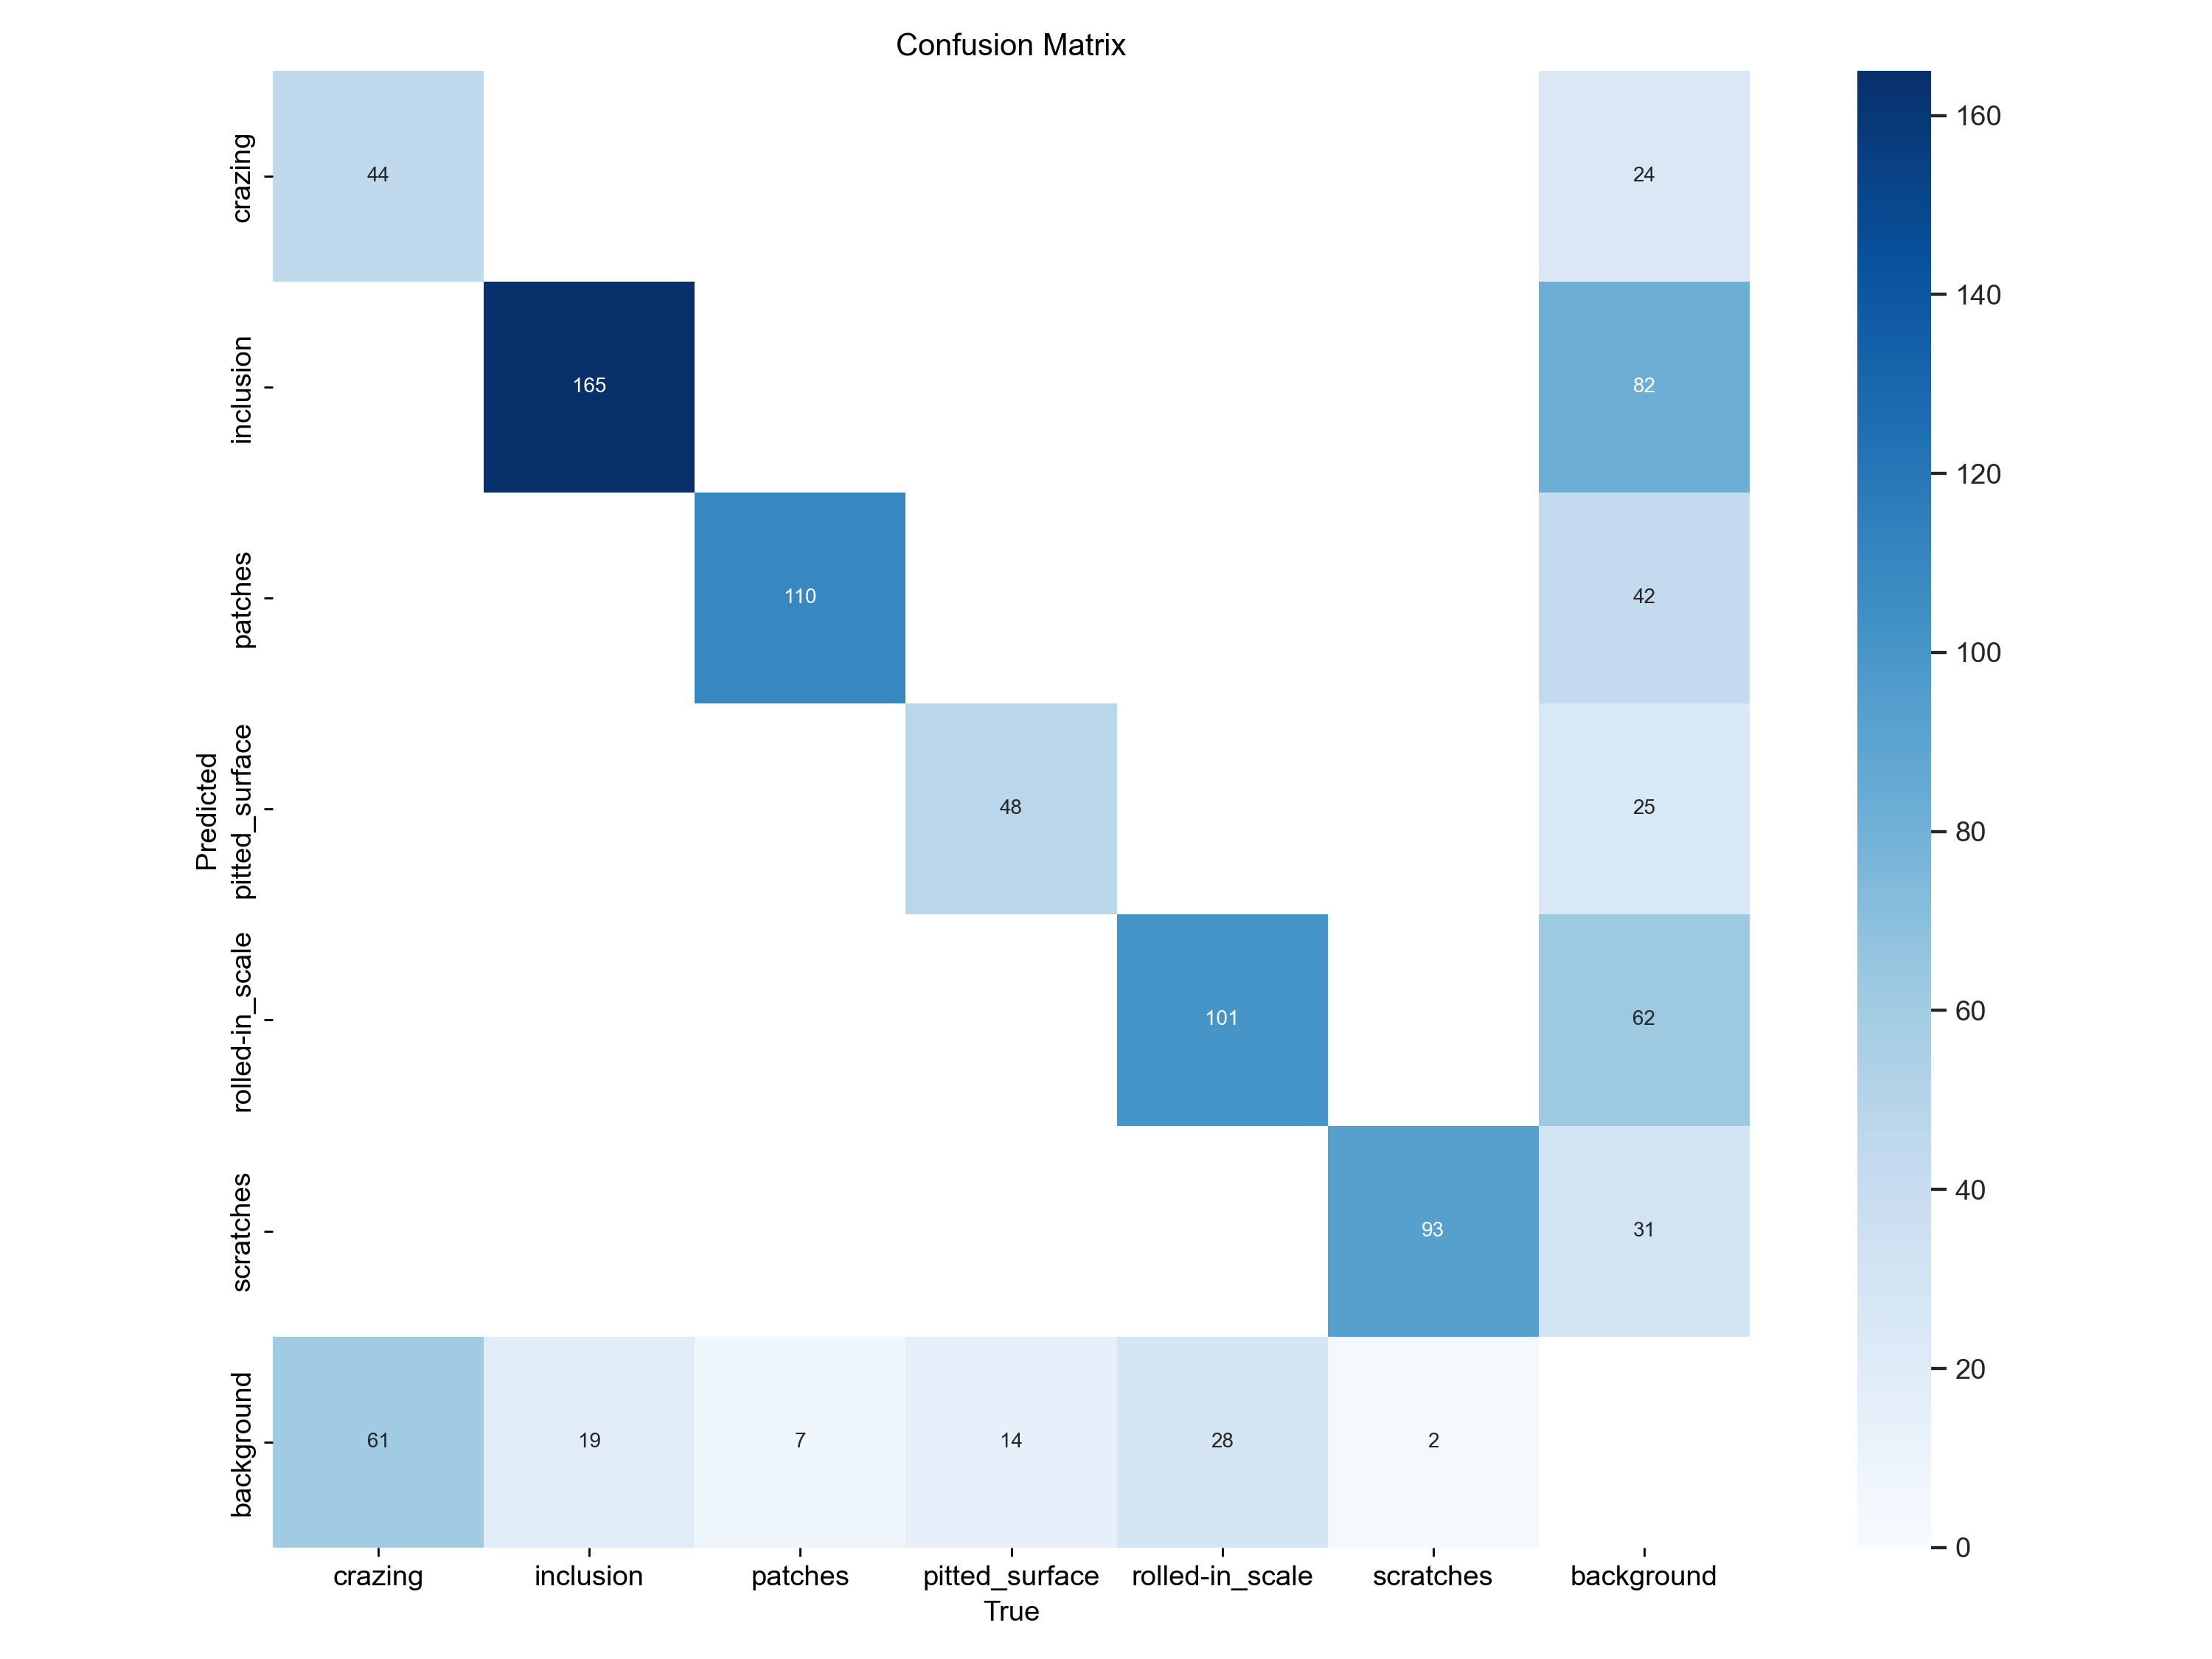 Confusion Matrix
crazing
44
24
inclusion
165
82
patches
110
42
pitted_surface
48
25
rolled-in_scale
101
62
scratches
93
31
background
61 19 7 14 28 2
Predicted
crazing inclusion patches pitted_surface rolled-in_scale scratches background
True
160
140
120
100
80
60
40
20
0